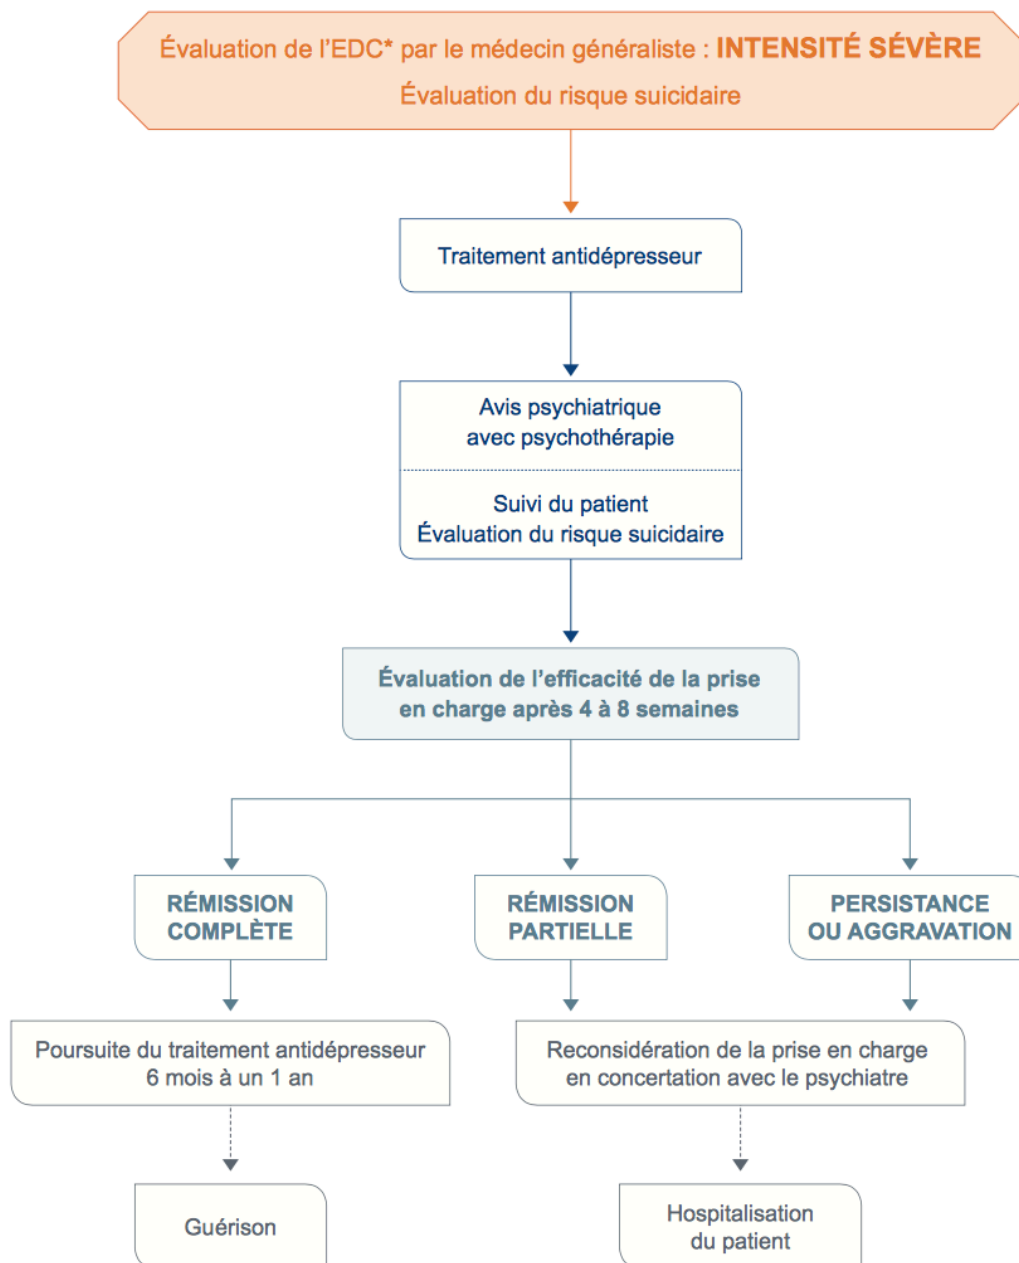 Évaluation de l’EDC* par le médecin généraliste : INTENSITÉ SÉVÈRE
Évaluation du risque suicidaire
Traitement antidépresseur
Avis psychiatrique
avec psychothérapie
Suivi du patient
Évaluation du risque suicidaire
Évaluation de l’efficacité de la prise
en charge après 4 à 8 semaines
RÉMISSION
COMPLÈTE
RÉMISSION
PARTIELLE
PERSISTANCE
OU AGGRAVATION
Poursuite du traitement antidépresseur
6 mois à un 1 an
Reconsidération de la prise en charge
en concertation avec le psychiatre
Guérison
Hospitalisation
du patient